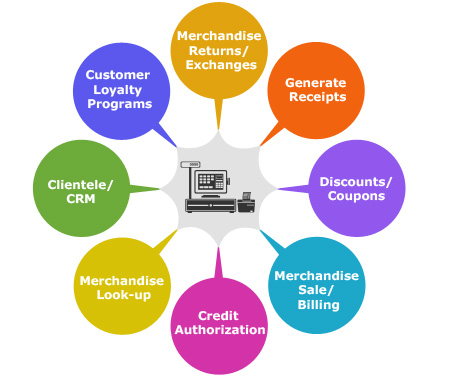 Merchandise
Returns/
Exchanges
Generate
Receipts
Discounts/
Coupons
Merchandise
Sale/
Billing
Credit
Authorization
Merchandise
Look-up
Clientele/
CRM
Customer
Loyalty
Programs